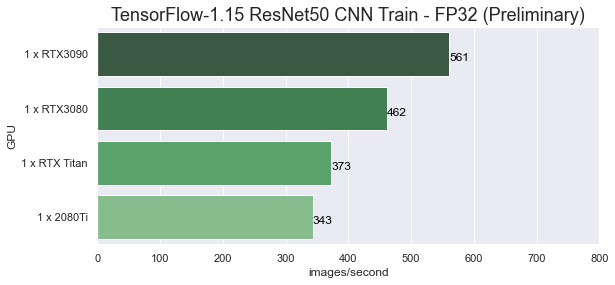 TensorFlow-1.15 ResNet50 CNN Train - FP32 (Preliminary)
1 x RTX3090
561
1 x RTX3080
462
GPU
1 x RTX Titan
373
1 x 2080Ti
343
0 100 200 300 400 500 600 700 800
images/second